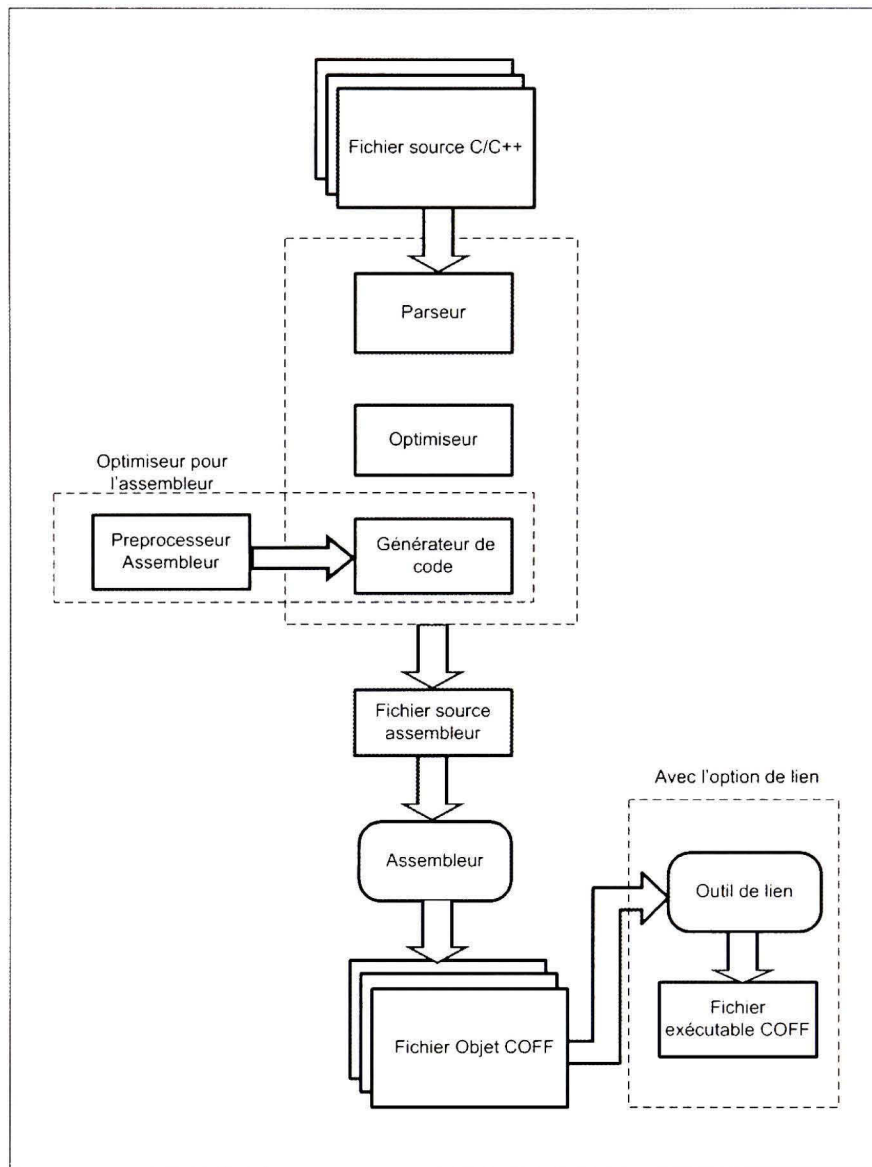 Fichier source C/C++
Parseur
Optimiseur
Optimiseur pour
l'assembleur
Preprocesseur
Assembleur
Générateur de
code
Fichier source
assembleur
Avec l'option de lien
Assembleur
Outil de lien
Fichier
exécutable COFF
Fichier Objet COFF